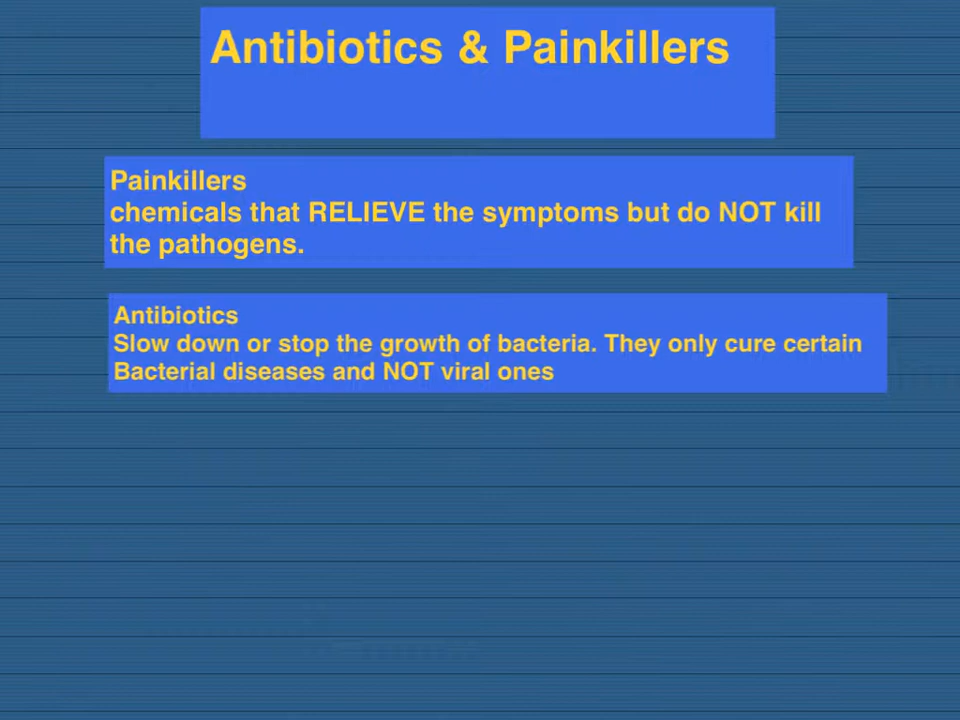 Antibiotics & Painkillers
Painkillers
chemicals that RELIEVE the symptoms but do NOT kill
the pathogens.
Antibiotics
Slow down or stop the growth of bacteria. They only cure certain
Bacterial diseases and NOT viral ones